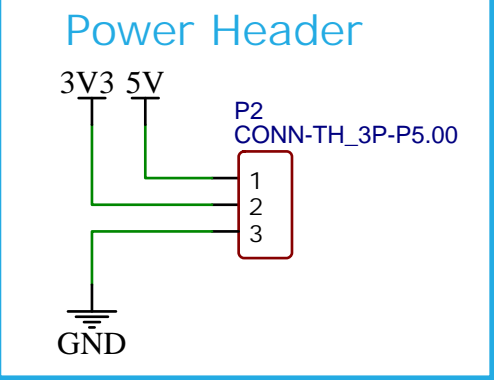 Power Header
3V3 5V
P2
CONN-TH_3P-P5.00
1
2
3
GND